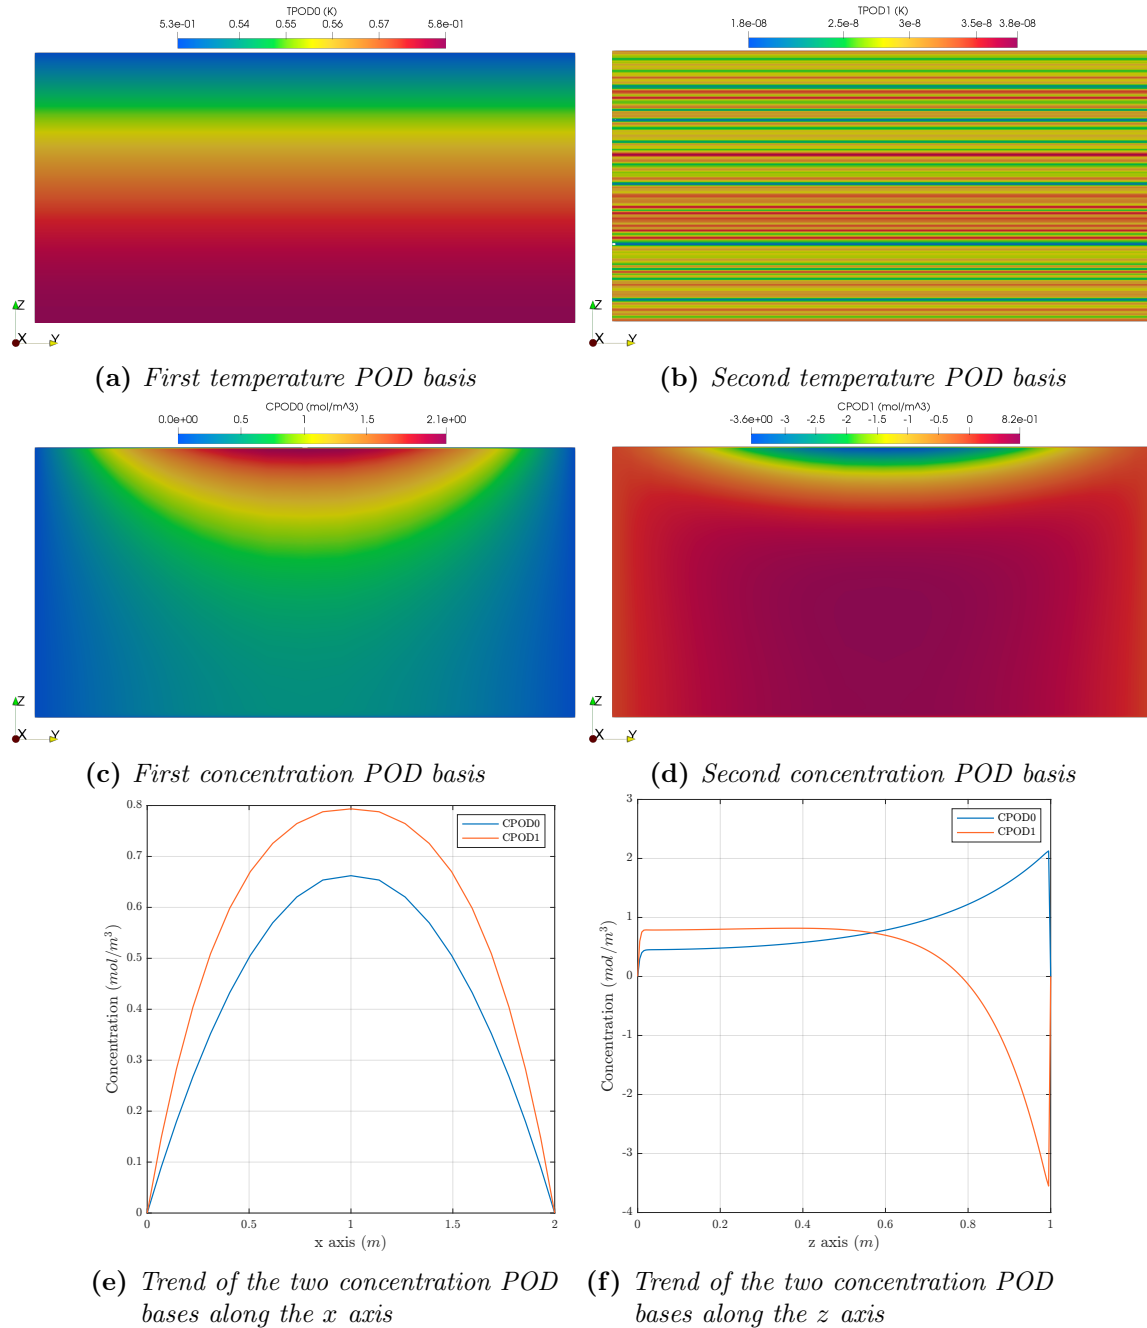 TPOD0 (K)
5.3e-01 0.54 0.55 0.56 0.57 5.8e-01
TPOD1 (K)
1.8e-08 2.5e-8 3e-8 3.5e-8 3.8e-08
Z
X Y
Z
X Y
(a) First temperature POD basis
(b) Second temperature POD basis
CPOD0 (mol/m^3)
0.0e+00 0.5 1 1.5 2.1e+00
CPOD1 (mol/m^3)
-3.6e+00 -3 -2.5 -2 -1.5 -1 -0.5 0 8.2e-01
Z
X Y
Z
X Y
(c) First concentration POD basis
(d) Second concentration POD basis
0.8
0.7
0.6
0.5
0.4
0.3
0.2
0.1
0
Concentration (mol/m³)
CPOD0
CPOD1
0 0.5 1 1.5 2
x axis (m)
3
2
1
0
-1
-2
-3
-4
Concentration (mol/m³)
CPOD0
CPOD1
0 0.2 0.4 0.6 0.8 1
z axis (m)
(e) Trend of the two concentration POD
bases along the x axis
(f) Trend of the two concentration POD
bases along the z axis